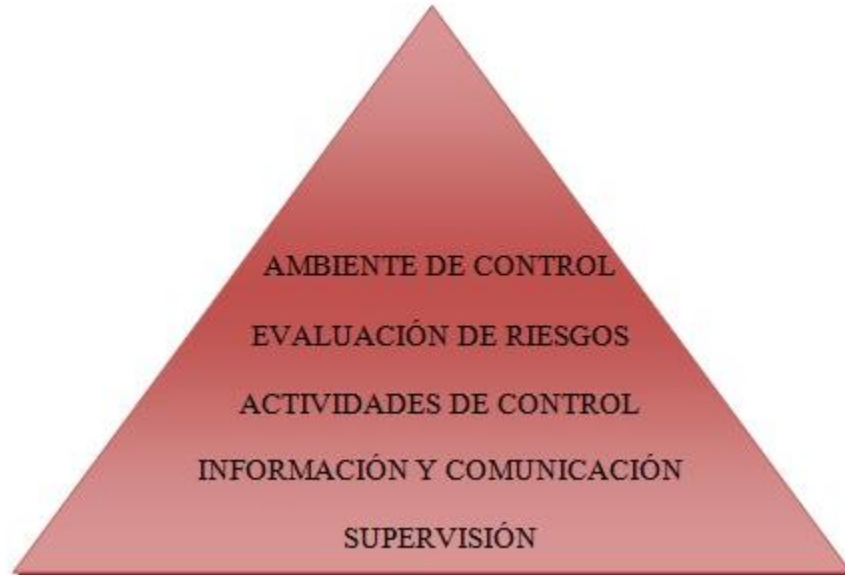 AMBIENTE DE CONTROL
EVALUACIÓN DE RIESGOS
ACTIVIDADES DE CONTROL
INFORMACIÓN Y COMUNICACIÓN
SUPERVISIÓN